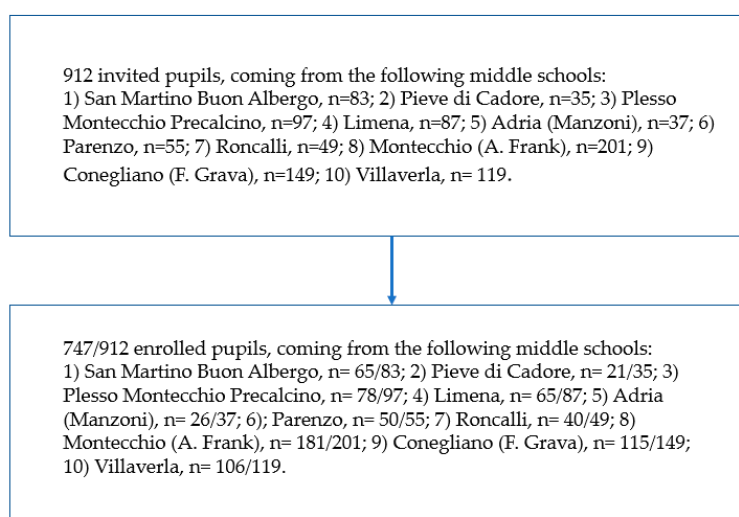 912 invited pupils, coming from the following middle schools:
1) San Martino Buon Albergo, n=83; 2) Pieve di Cadore, n=35; 3) Plesso
Montecchio Precalcino, n=97; 4) Limena, n=87; 5) Adria (Manzoni), n=37; 6)
Parenzo, n=55; 7) Roncalli, n=49; 8) Montecchio (A. Frank), n=201; 9)
Conegliano (F. Grava), n=149; 10) Villaverla, n= 119.
747/912 enrolled pupils, coming from the following middle schools:
1) San Martino Buon Albergo, n= 65/83; 2) Pieve di Cadore, n= 21/35; 3)
Plesso Montecchio Precalcino, n= 78/97; 4) Limena, n= 65/87; 5) Adria
(Manzoni), n= 26/37; 6); Parenzo, n= 50/55; 7) Roncalli, n= 40/49; 8)
Montecchio (A. Frank), n= 181/201; 9) Conegliano (F. Grava), n= 115/149;
10) Villaverla, n= 106/119.